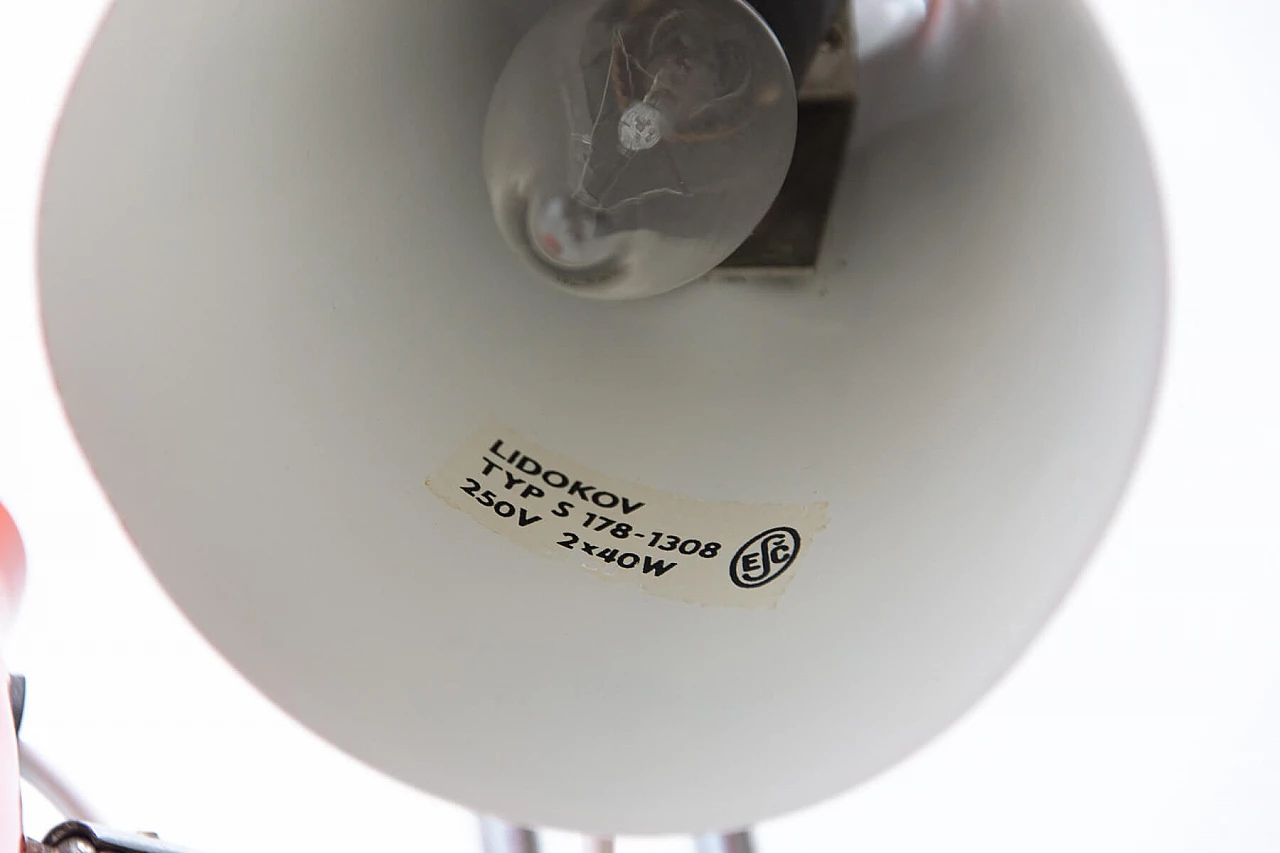 LIDOKOV
TYP S 178-1308
250V 2x40W
ESČ